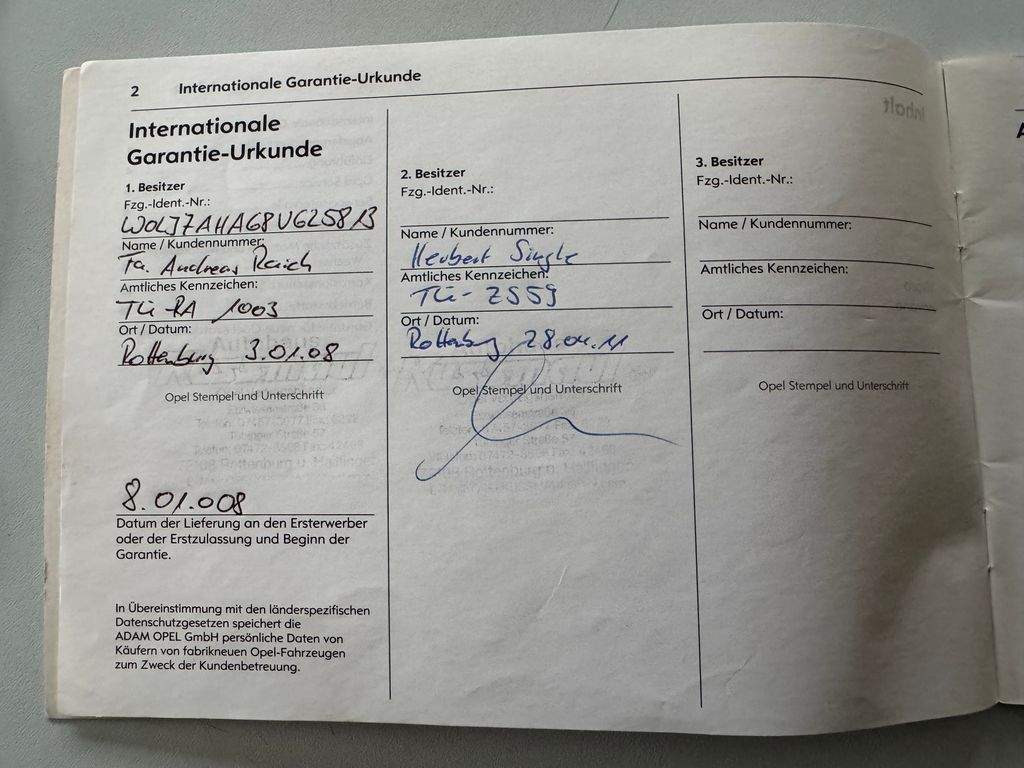 2 Internationale Garantie-Urkunde
Internationale
Garantie-Urkunde
1. Besitzer
Fzg.-Ident.-Nr.:
W0LJ7AHA68V625813
Name / Kundennummer:
Fa. Andreas Raich
Amtliches Kennzeichen:
TÜ-RA 1003
Ort / Datum:
Rottenburg 3.01.08
Opel Stempel und Unterschrift
8.01.008
Datum der Lieferung an den Ersterwerber
oder der Erstzulassung und Beginn der
Garantie.
In Übereinstimmung mit den länderspezifischen
Datenschutzgesetzen speichert die
ADAM OPEL GmbH persönliche Daten von
Käufern von fabrikneuen Opel-Fahrzeugen
zum Zweck der Kundenbetreuung.
2. Besitzer
Fzg.-Ident.-Nr.:
Name / Kundennummer:
Herbert Single
Amtliches Kennzeichen:
TÜ- ZS59
Ort / Datum:
Rottenburg 28.04.11
Opel Stempel und Unterschrift
3. Besitzer
Fzg.-Ident.-Nr.:
Name / Kundennummer:
Amtliches Kennzeichen:
Ort / Datum:
Opel Stempel und Unterschrift